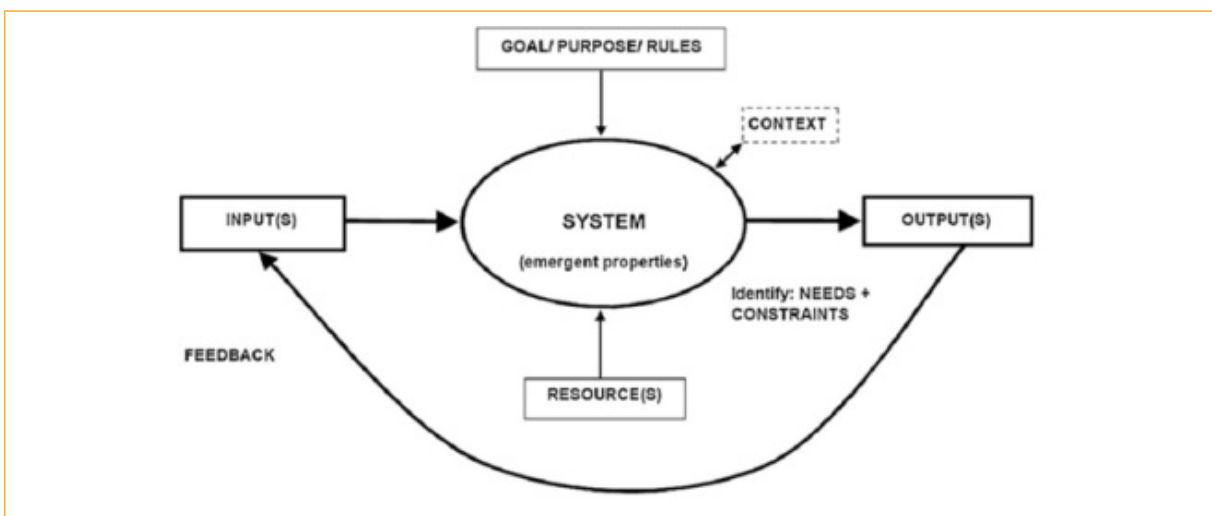 GOAL/ PURPOSE/ RULES
CONTEXT
INPUT(S)
SYSTEM
(emergent properties)
OUTPUT(S)
Identify: NEEDS +
CONSTRAINTS
FEEDBACK
RESOURCE(S)